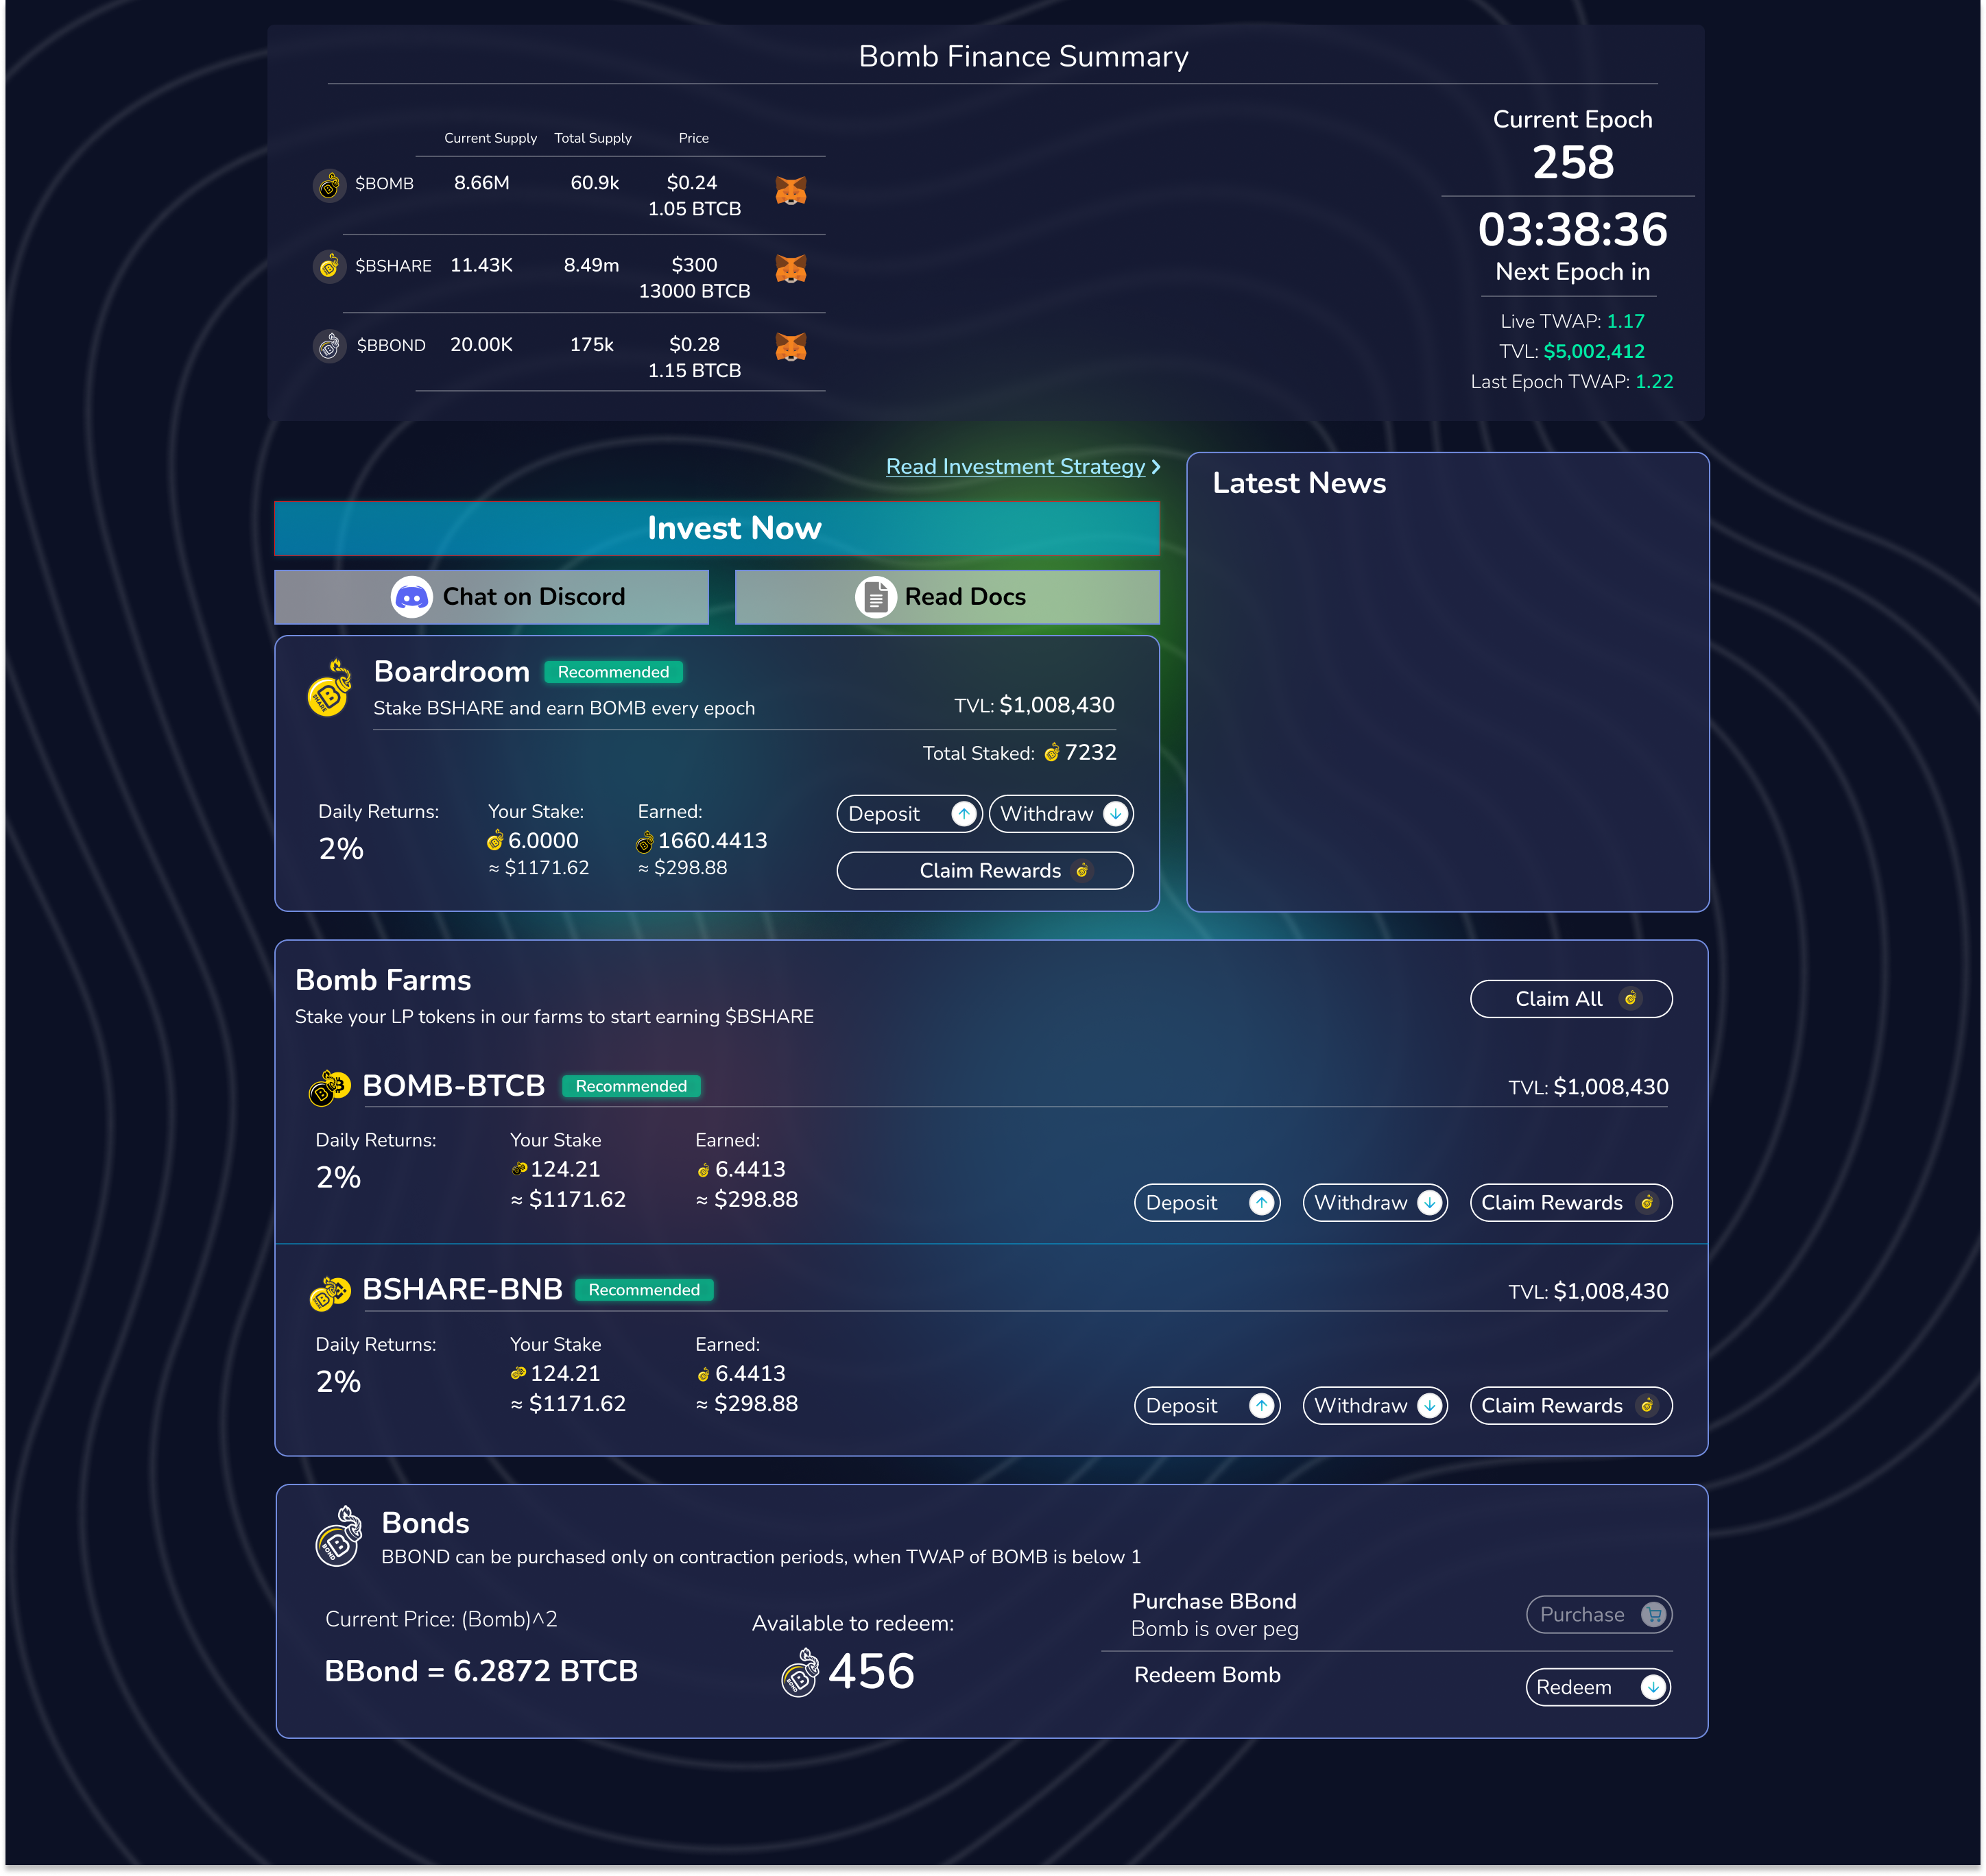 Bomb Finance Summary
Current Supply Total Supply Price
$BOMB 8.66M 60.9k $0.24
1.05 BTCB
$BSHARE 11.43K 8.49m $300
13000 BTCB
$BBOND 20.00K 175k $0.28
1.15 BTCB
Current Epoch
258
03:38:36
Next Epoch in
Live TWAP: 1.17
TVL: $5,002,412
Last Epoch TWAP: 1.22
Read Investment Strategy
Invest Now
Chat on Discord
Read Docs
Latest News
Boardroom Recommended
Stake BSHARE and earn BOMB every epoch
TVL: $1,008,430
Total Staked: 7232
Daily Returns: Your Stake: Earned:
2% 6.0000 1660.4413
≈ $1171.62 ≈ $298.88
Deposit Withdraw
Claim Rewards
Bomb Farms
Stake your LP tokens in our farms to start earning $BSHARE
Claim All
BOMB-BTCB Recommended TVL: $1,008,430
Daily Returns: Your Stake Earned:
2% 124.21 6.4413
≈ $1171.62 ≈ $298.88
Deposit Withdraw Claim Rewards
BSHARE-BNB Recommended TVL: $1,008,430
Daily Returns: Your Stake Earned:
2% 124.21 6.4413
≈ $1171.62 ≈ $298.88
Deposit Withdraw Claim Rewards
Bonds
BBOND can be purchased only on contraction periods, when TWAP of BOMB is below 1
Current Price: (Bomb)^2
BBond = 6.2872 BTCB
Available to redeem:
456
Purchase BBond
Bomb is over peg
Purchase
Redeem Bomb
Redeem